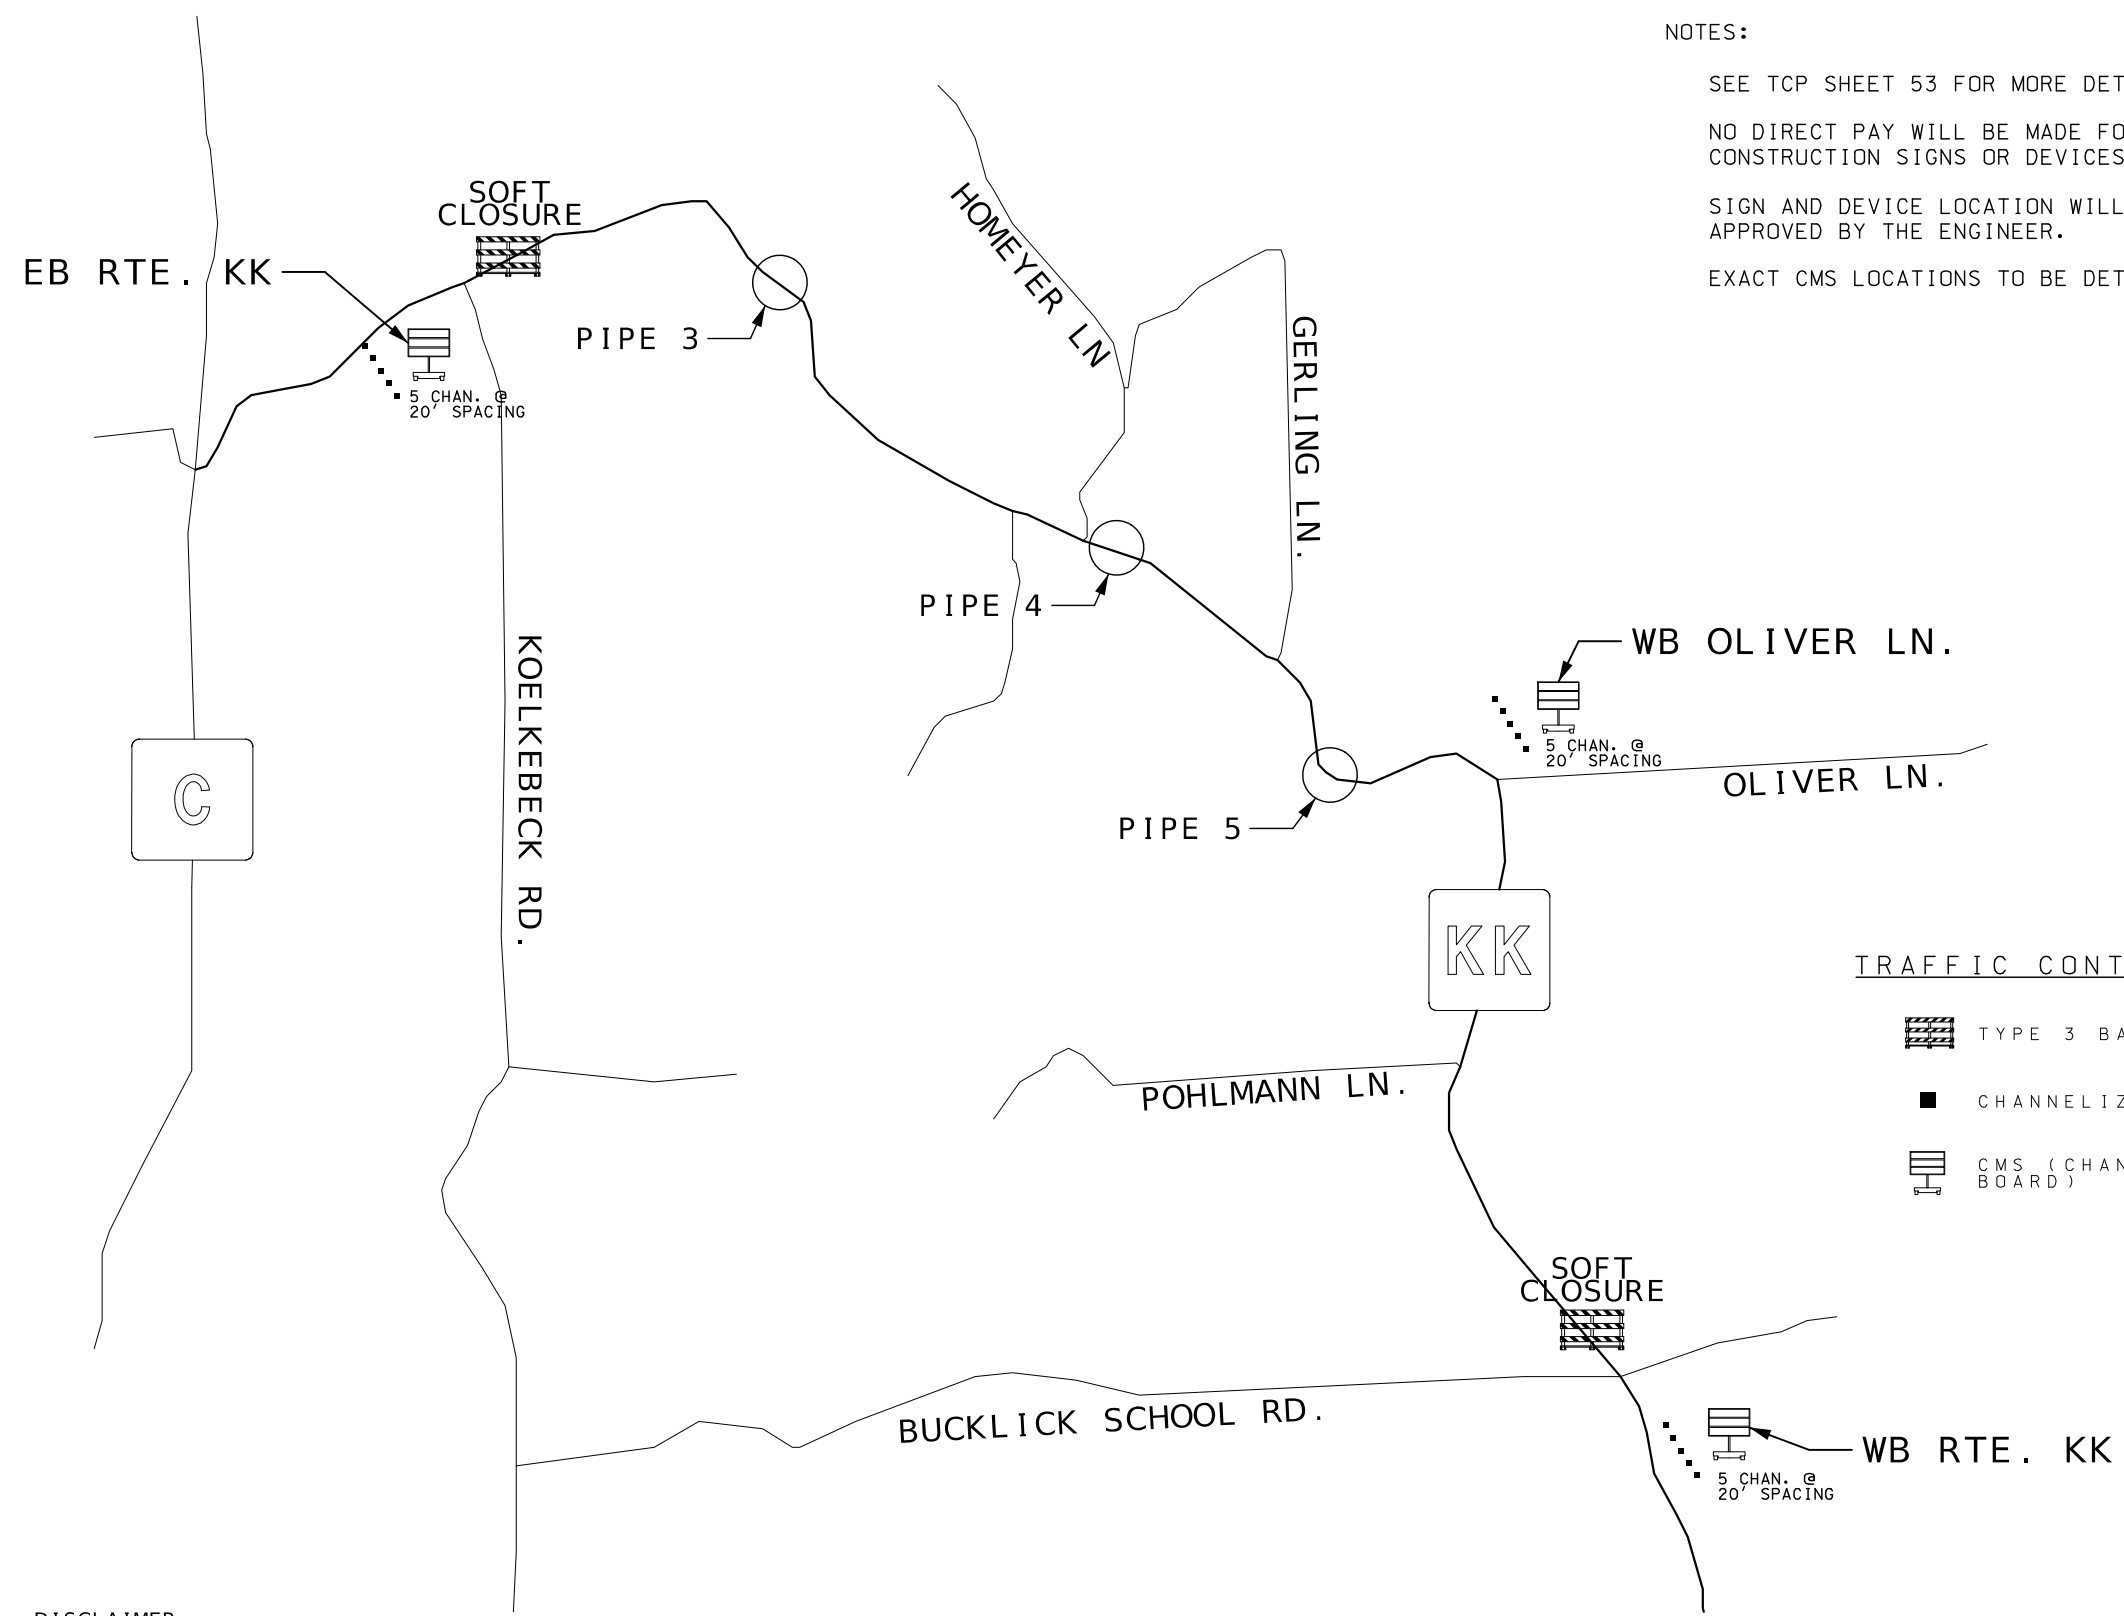 NOTES:
SEE TCP SHEET 53 FOR MORE DET
NO DIRECT PAY WILL BE MADE FO
CONSTRUCTION SIGNS OR DEVICES
SIGN AND DEVICE LOCATION WILL
APPROVED BY THE ENGINEER.
EXACT CMS LOCATIONS TO BE DET
SOFT
CLOSURE
EB RTE. KK
PIPE 3
5 CHAN. @
20' SPACING
HOMEYER LN
GERLING LN.
PIPE 4
KOELKEBECK RD.
WB OLIVER LN.
5 CHAN. @
20' SPACING
OLIVER LN.
C
PIPE 5
KK
TRAFFIC CONT
TYPE 3 BA
CHANNELIZ
CMS (CHAN
BOARD)
POHLMANN LN.
SOFT
CLOSURE
BUCKLICK SCHOOL RD.
WB RTE. KK
5 CHAN. @
20' SPACING
DISCLAIMER